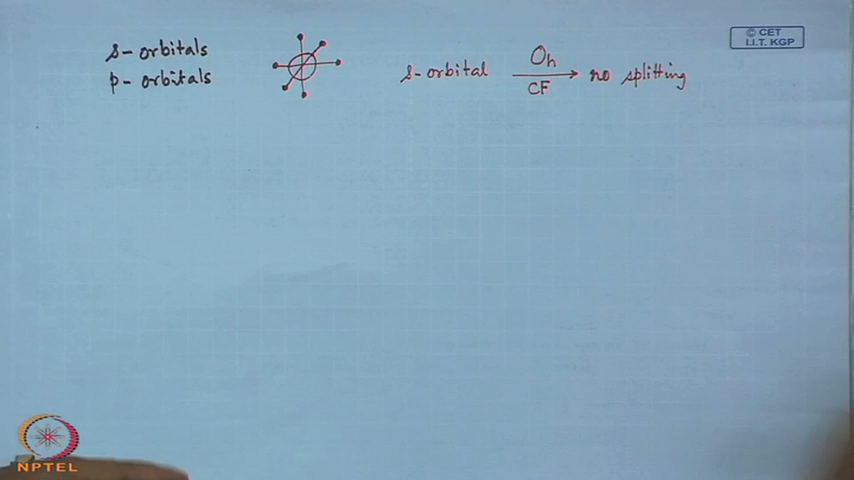 s-orbitals
p-orbitals
s-orbital Oh CF no splitting
© CET
I.I.T. KGP
NPTEL